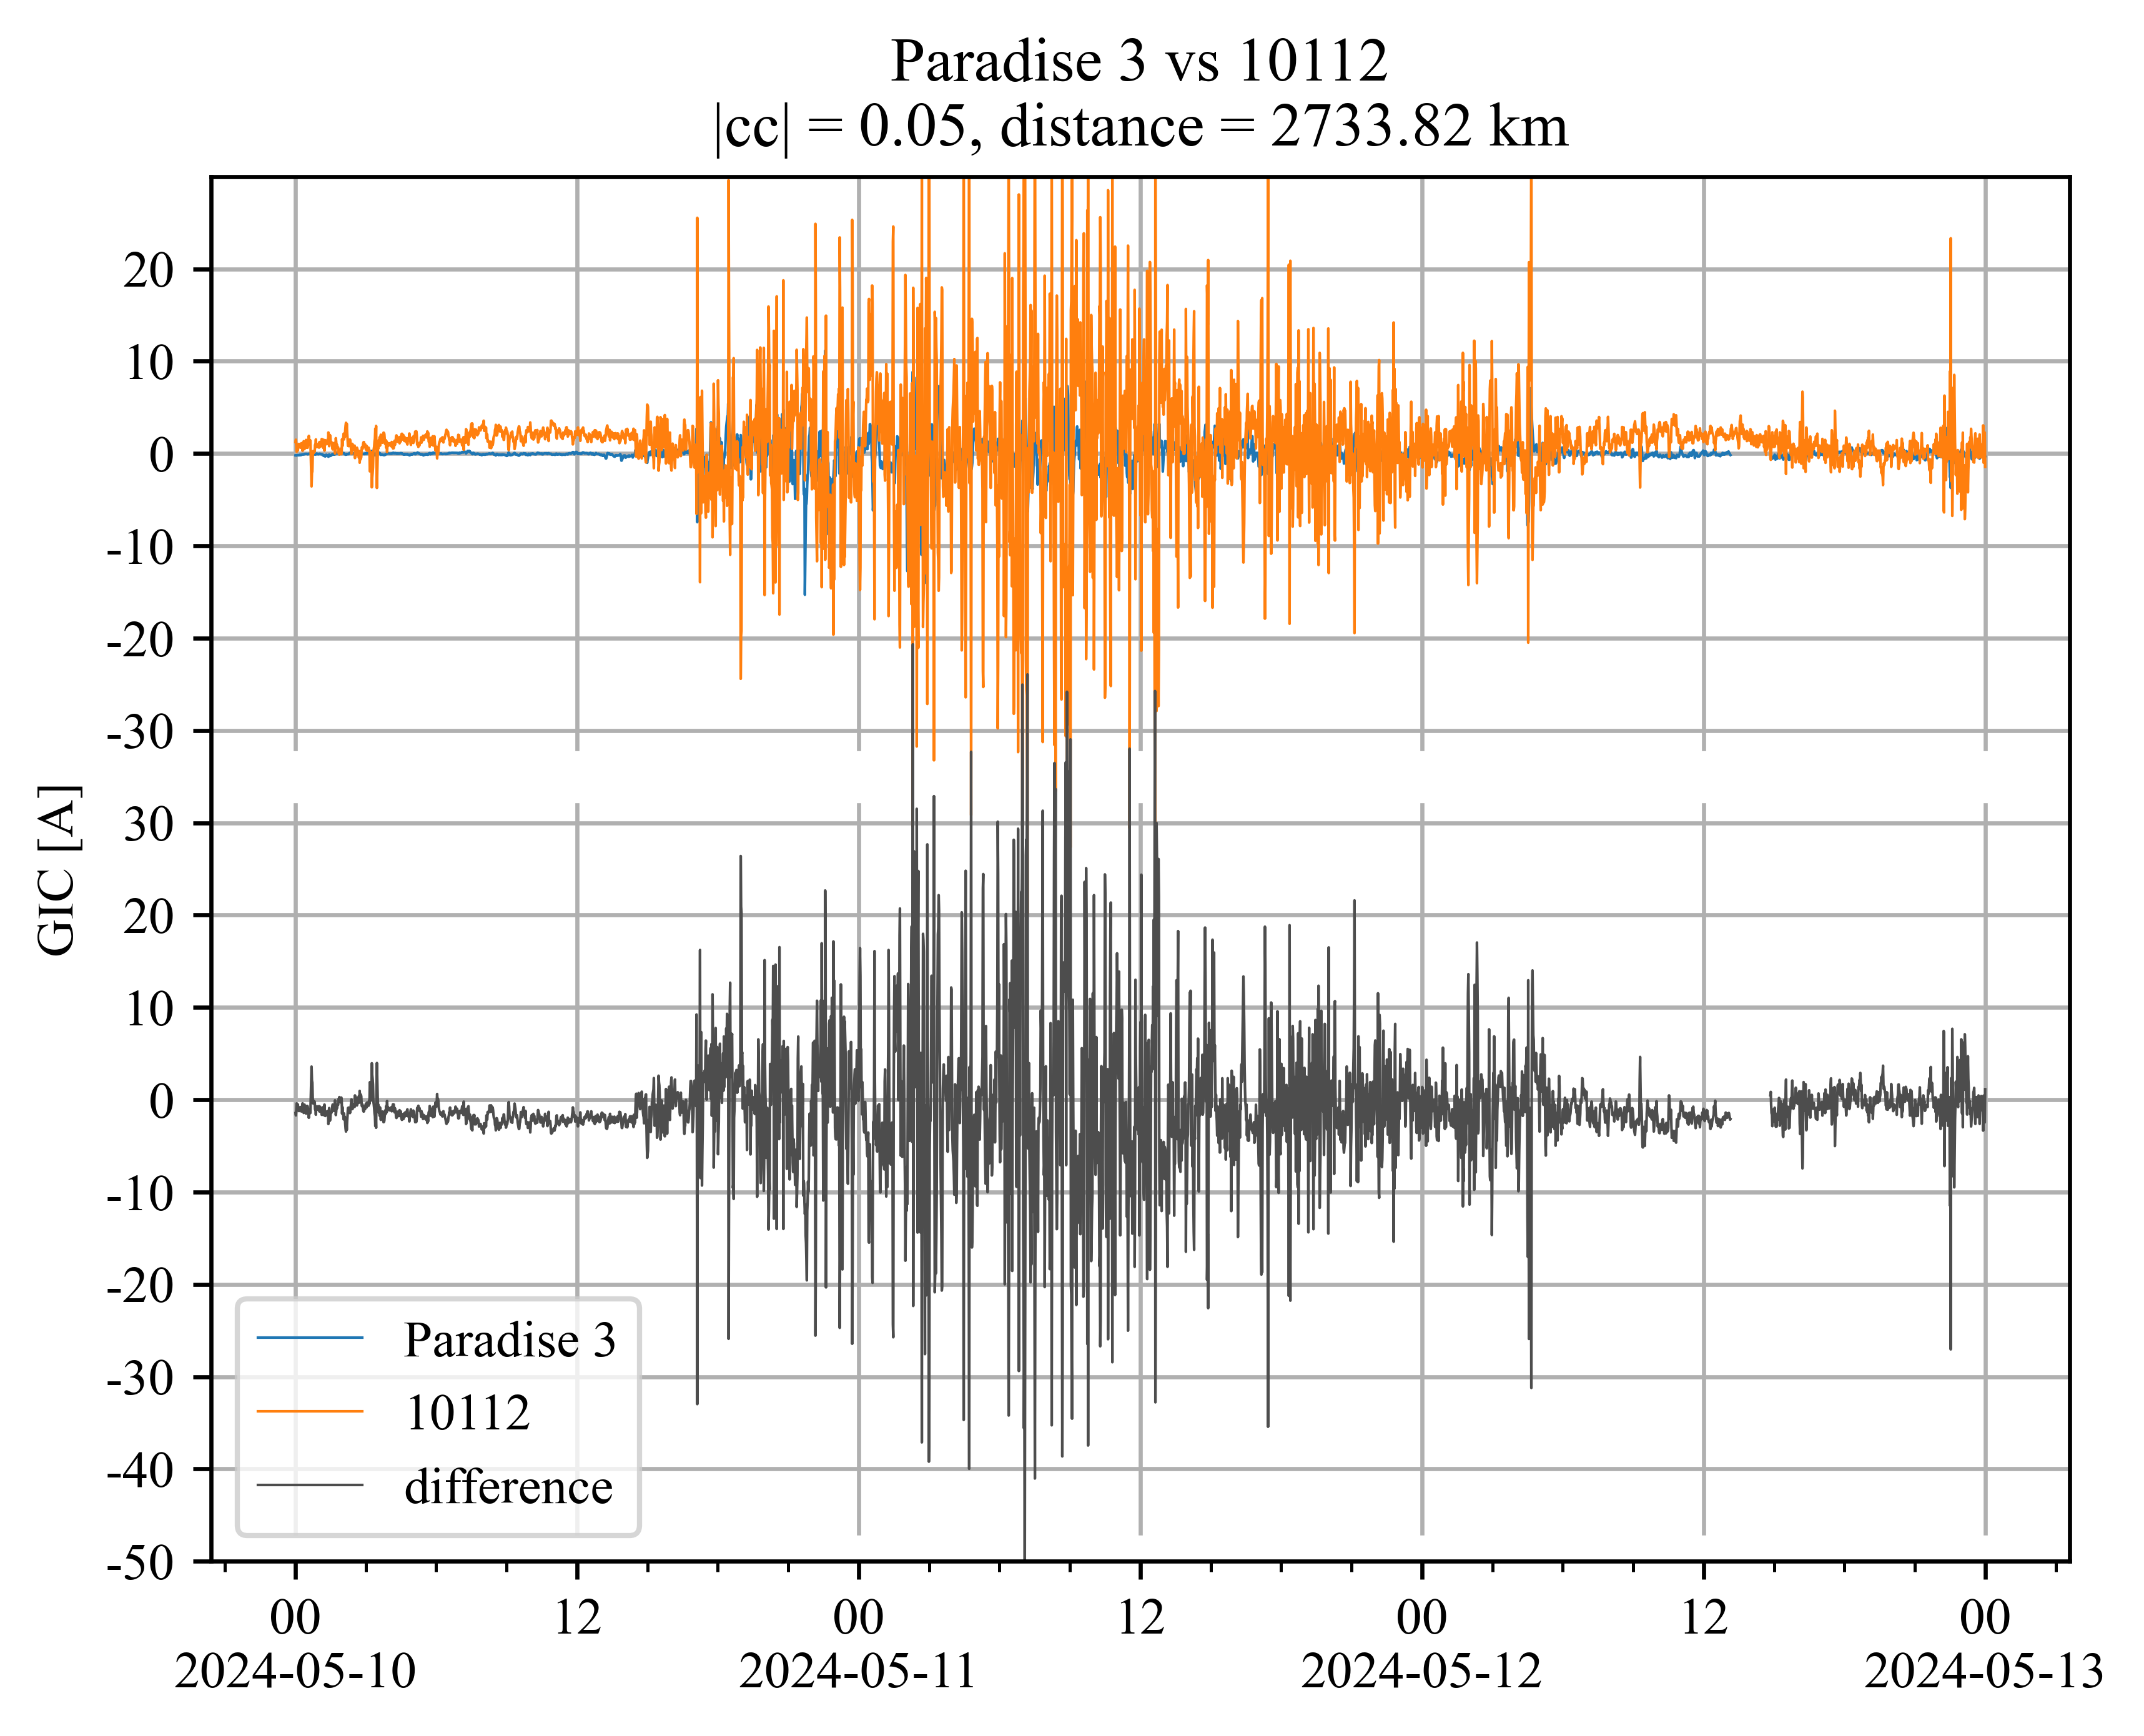 Paradise 3 vs 10112
|cc| = 0.05, distance = 2733.82 km
GIC [A]
20
10
0
-10
-20
-30
30
20
10
0
-10
-20
-30
-40
-50
Paradise 3
10112
difference
00 12 00 12 00 12 00
2024-05-10 2024-05-11 2024-05-12 2024-05-13